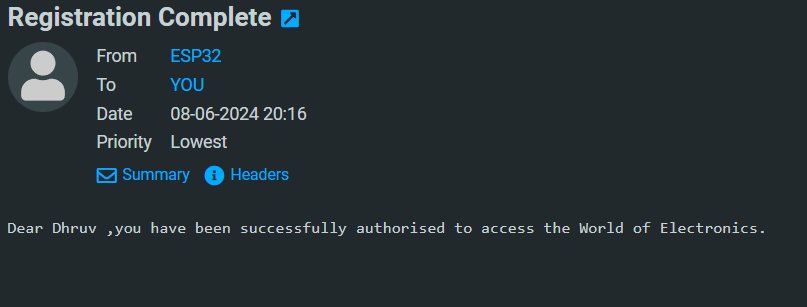 Registration Complete
From ESP32
To YOU
Date 08-06-2024 20:16
Priority Lowest
Summary Headers
Dear Dhruv ,you have been successfully authorised to access the World of Electronics.